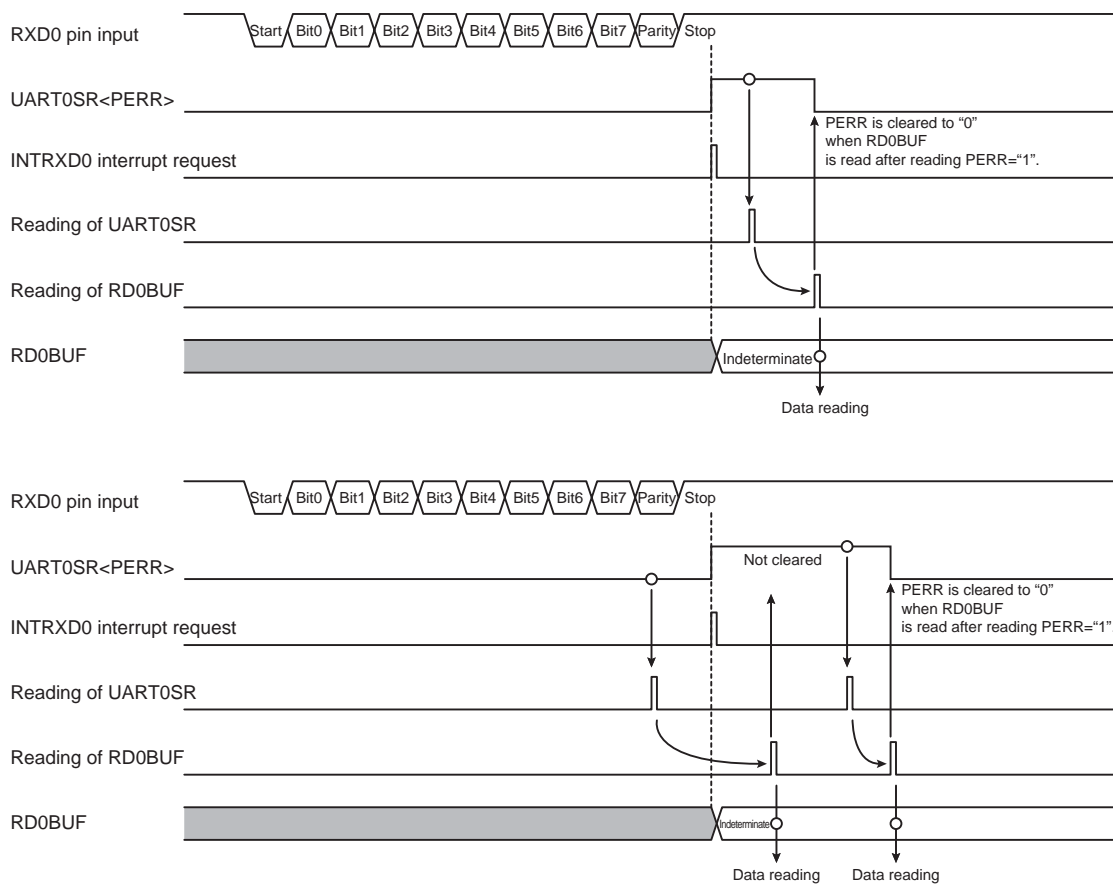 RXD0 pin input
Start Bit0 Bit1 Bit2 Bit3 Bit4 Bit5 Bit6 Bit7 Parity Stop
UART0SR<PERR>
PERR is cleared to “0”
when RD0BUF
is read after reading PERR=“1”.
INTRXD0 interrupt request
Reading of UART0SR
Reading of RD0BUF
RD0BUF
Indeterminate
Data reading
RXD0 pin input
Start Bit0 Bit1 Bit2 Bit3 Bit4 Bit5 Bit6 Bit7 Parity Stop
UART0SR<PERR>
Not cleared
PERR is cleared to “0”
when RD0BUF
is read after reading PERR=“1”.
INTRXD0 interrupt request
Reading of UART0SR
Reading of RD0BUF
RD0BUF
Indeterminate
Data reading Data reading